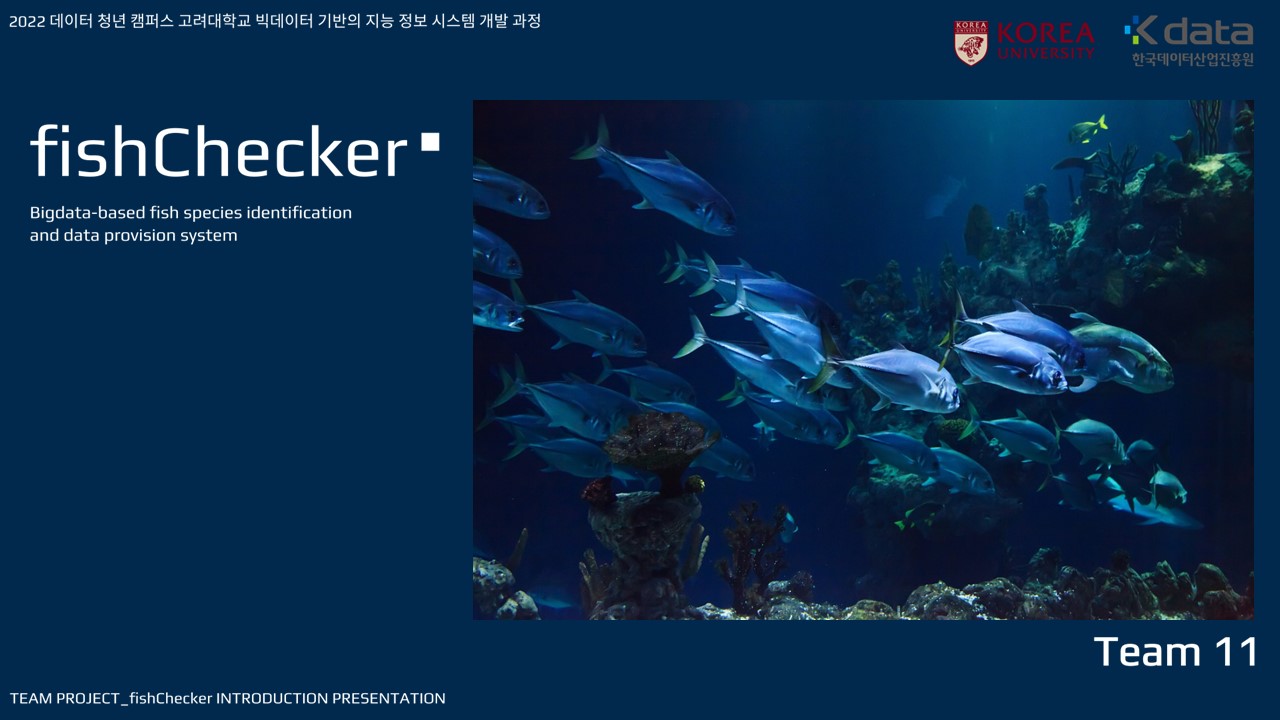 2022 데이터 청년 캠퍼스 고려대학교 빅데이터 기반의 지능 정보 시스템 개발 과정
KOREA
UNIVERSITY
K data
한국데이터산업진흥원
fishChecker
Bigdata-based fish species identification
and data provision system
Team 11
TEAM PROJECT_fishChecker INTRODUCTION PRESENTATION